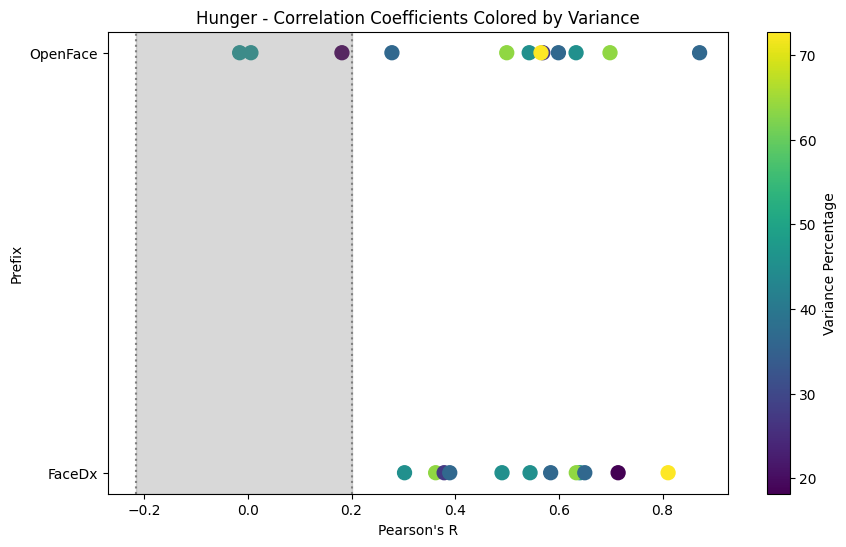 Hunger - Correlation Coefficients Colored by Variance
OpenFace
FaceDx
Prefix
−0.2
0.0
0.2
0.4
0.6
0.8
Pearson's R
70
60
50
40
30
20
Variance Percentage